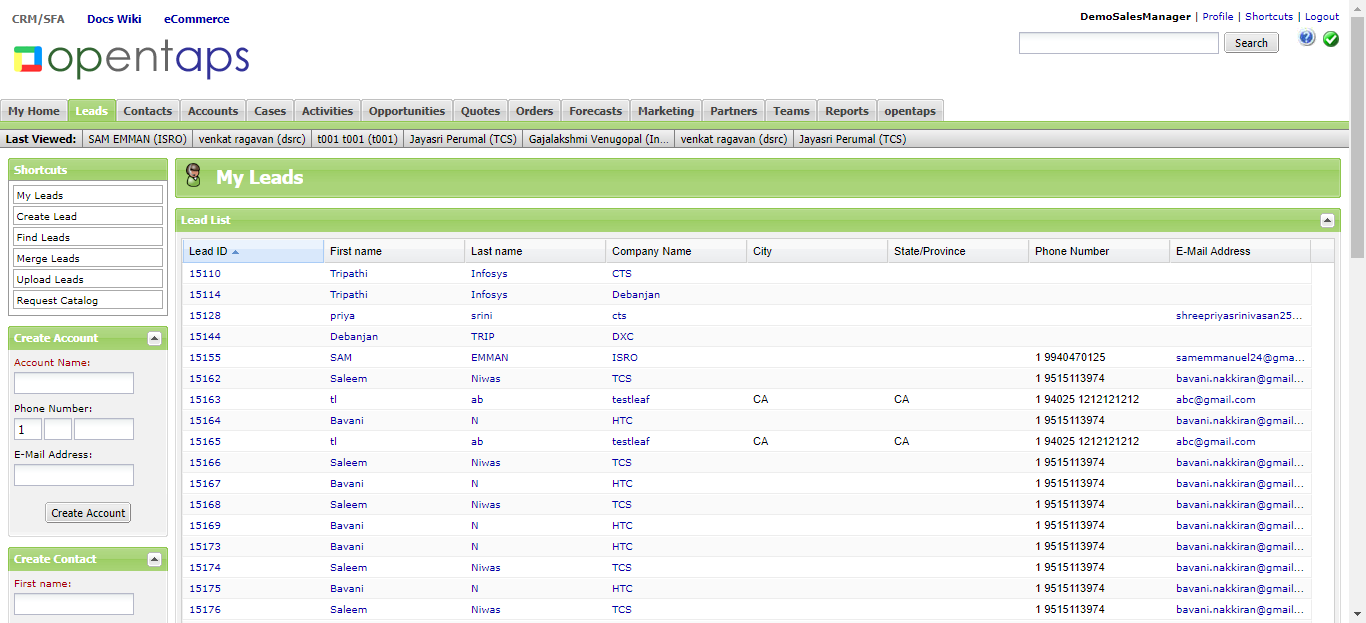 CRM/SFA Docs Wiki eCommerce
DemoSalesManager | Profile | Shortcuts | Logout
opentaps
Search
My Home Leads Contacts Accounts Cases Activities Opportunities Quotes Orders Forecasts Marketing Partners Teams Reports opentaps
Last Viewed: SAM EMMAN (ISRO) venkat ragavan (dsrc) t001 t001 (t001) Jayasri Perumal (TCS) Gajalakshmi Venugopal (In... venkat ragavan (dsrc) Jayasri Perumal (TCS)
Shortcuts
My Leads
Create Lead
Find Leads
Merge Leads
Upload Leads
Request Catalog
Create Account
Account Name:
Phone Number:
1
E-Mail Address:
Create Account
Create Contact
First name:
My Leads
Lead List
Lead ID First name Last name Company Name City State/Province Phone Number E-Mail Address
15110 Tripathi Infosys CTS
15114 Tripathi Infosys Debanjan
15128 priya srini cts shreepriyasrinivasan25...
15144 Debanjan TRIP DXC
15155 SAM EMMAN ISRO 1 9940470125 samemmanuel24@gma...
15162 Saleem Niwas TCS 1 9515113974 bavani.nakkiran@gmail...
15163 tl ab testleaf CA CA 1 94025 1212121212 abc@gmail.com
15164 Bavani N HTC 1 9515113974 bavani.nakkiran@gmail...
15165 tl ab testleaf CA CA 1 94025 1212121212 abc@gmail.com
15166 Saleem Niwas TCS 1 9515113974 bavani.nakkiran@gmail...
15167 Bavani N HTC 1 9515113974 bavani.nakkiran@gmail...
15168 Saleem Niwas TCS 1 9515113974 bavani.nakkiran@gmail...
15169 Bavani N HTC 1 9515113974 bavani.nakkiran@gmail...
15173 Bavani N HTC 1 9515113974 bavani.nakkiran@gmail...
15174 Saleem Niwas TCS 1 9515113974 bavani.nakkiran@gmail...
15175 Bavani N HTC 1 9515113974 bavani.nakkiran@gmail...
15176 Saleem Niwas TCS 1 9515113974 bavani.nakkiran@gmail...